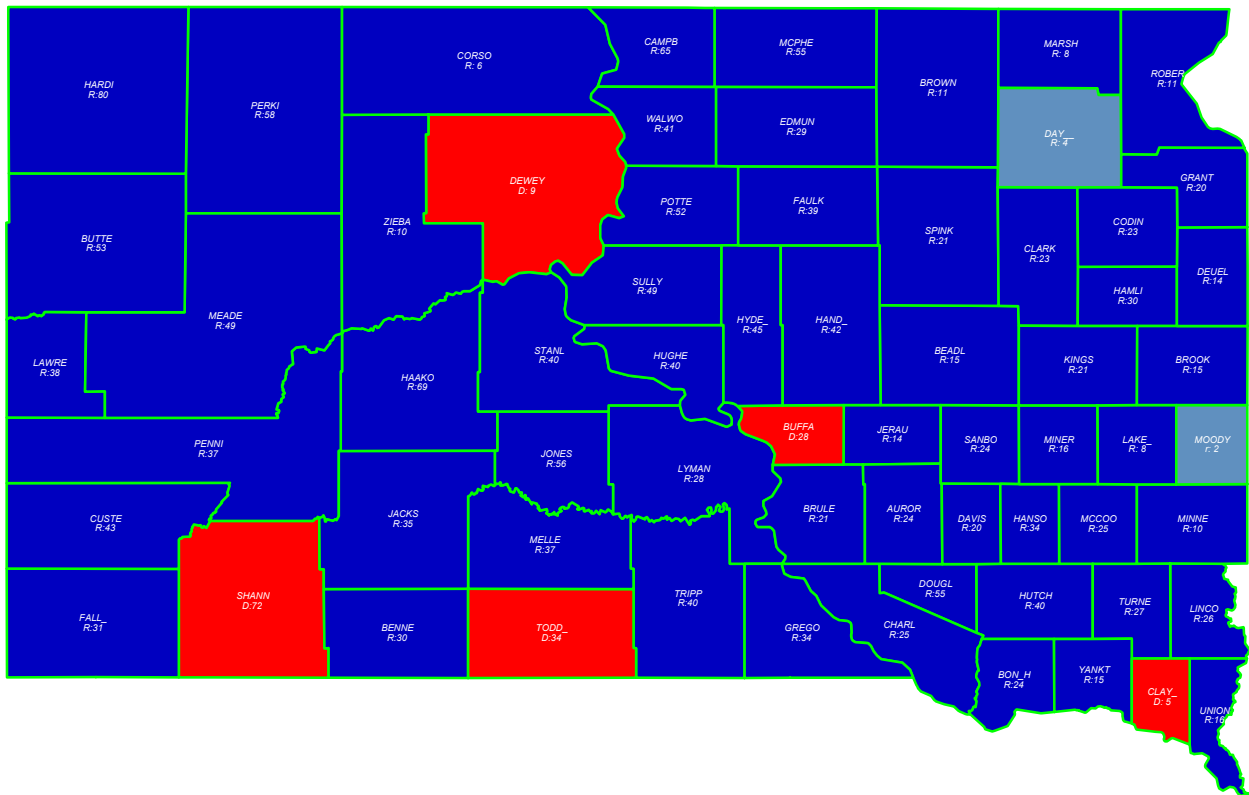 CAMPB
R:65
MCPHE
R:55
MARSH
R: 8
CORSO
R: 6
ROBER
R:11
HARDI
R:80
BROWN
R:11
PERKI
R:58
WALWO
R:41
EDMUN
R:29
DAY__
R: 4
DEWEY
D: 9
GRANT
R:20
POTTE
R:52
FAULK
R:39
ZIEBA
R:10
CODIN
R:23
SPINK
R:21
BUTTE
R:53
CLARK
R:23
DEUEL
R:14
SULLY
R:49
HAMLI
R:30
MEADE
R:49
HYDE_
R:45
HAND_
R:42
STANL
R:40
BEADL
R:15
HUGHE
R:40
KINGS
R:21
BROOK
R:15
LAWRE
R:38
HAAKO
R:69
BUFFA
D:28
JERAU
R:14
PENNI
R:37
SANBO
R:24
MINER
R:16
LAKE_
R: 8
MOODY
r: 2
JONES
R:56
LYMAN
R:28
BRULE
R:21
AUROR
R:24
JACKS
R:35
CUSTE
R:43
DAVIS
R:20
HANSO
R:34
MCCOO
R:25
MINNE
R:10
MELLE
R:37
DOUGL
R:55
SHANN
D:72
TRIPP
R:40
HUTCH
R:40
TURNE
R:27
LINCO
R:26
FALL_
R:31
BENNE
R:30
TODD_
D:34
GREGO
R:34
CHARL
R:25
BON_H
R:24
YANKT
R:15
CLAY_
D: 5
UNION
R:16